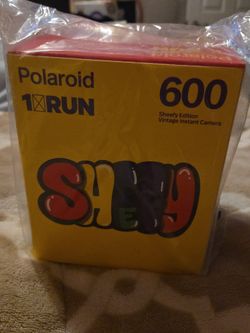 Polaroid
1XRUN
600
Sheefy Edition
Vintage Instant Camera
SHEEFY